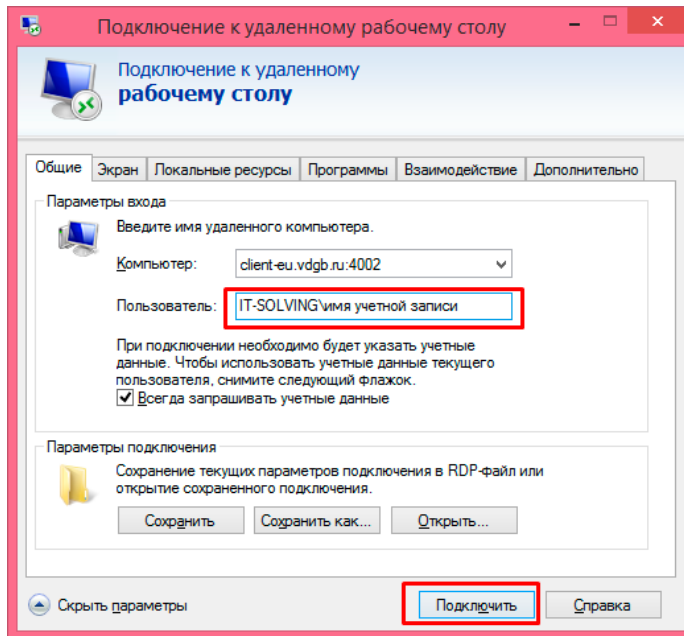 Подключение к удаленному рабочему столу
Подключение к удаленному
рабочему столу
Общие Экран Локальные ресурсы Программы Взаимодействие Дополнительно
Параметры входа
Введите имя удаленного компьютера.
Компьютер: client-eu.vdgb.ru:4002
Пользователь: IT-SOLVING\имя учетной записи
При подключении необходимо будет указать учетные
данные. Чтобы использовать учетные данные текущего
пользователя, снимите следующий флажок.
Всегда запрашивать учетные данные
Параметры подключения
Сохранение текущих параметров подключения в RDP-файл или
открытие сохраненного подключения.
Сохранить Сохранить как... Открыть...
Скрыть параметры Подключить Справка